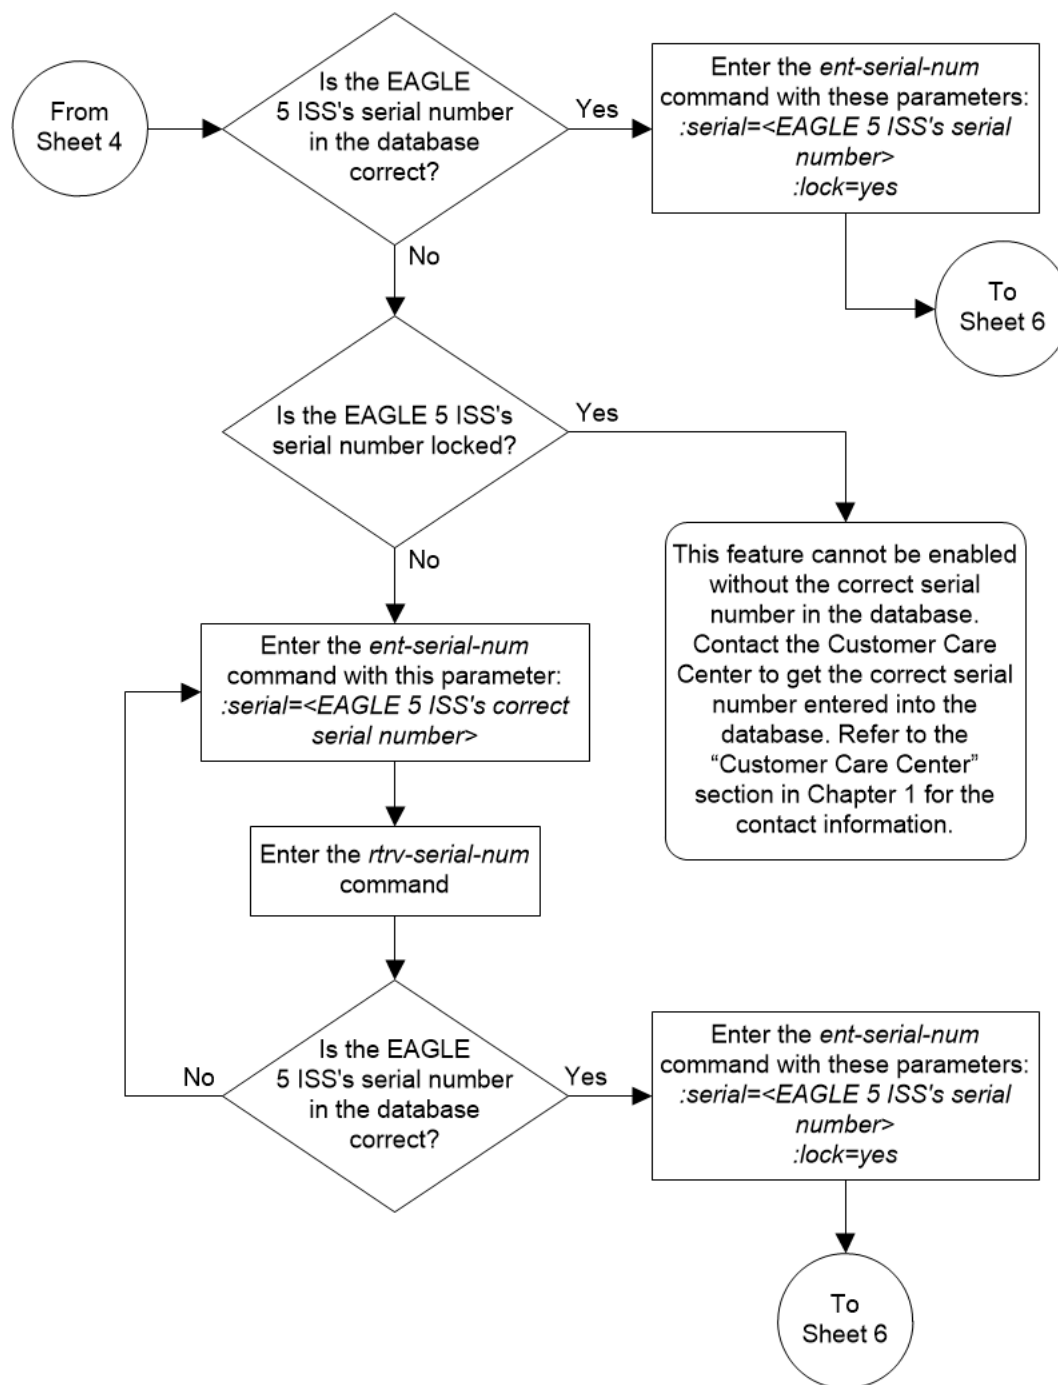 From
Sheet 4
Is the EAGLE
5 ISS's serial number
in the database
correct?
Yes
Enter the ent-serial-num
command with these parameters:
:serial=<EAGLE 5 ISS's serial
number>
:lock=yes
No
To
Sheet 6
Is the EAGLE 5 ISS's
serial number locked?
Yes
No
This feature cannot be enabled
without the correct serial
number in the database.
Contact the Customer Care
Center to get the correct serial
number entered into the
database. Refer to the
“Customer Care Center”
section in Chapter 1 for the
contact information.
Enter the ent-serial-num
command with this parameter:
:serial=<EAGLE 5 ISS's correct
serial number>
Enter the rtrv-serial-num
command
Is the EAGLE
5 ISS's serial number
in the database
correct?
No
Yes
Enter the ent-serial-num
command with these parameters:
:serial=<EAGLE 5 ISS's serial
number>
:lock=yes
To
Sheet 6